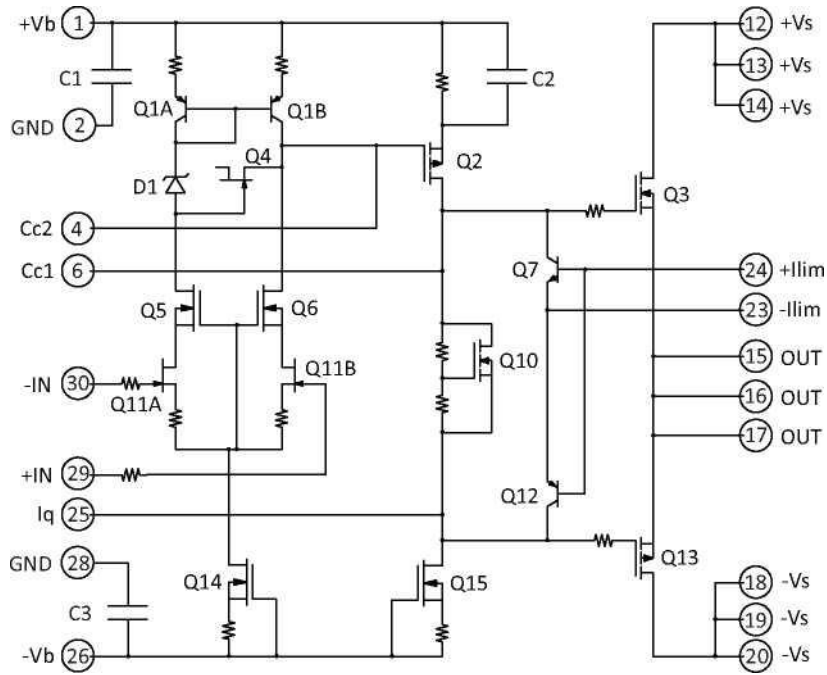 +Vb 1
12 +Vs
C1
C2
13 +Vs
Q1A
Q1B
14 +Vs
GND 2
Q4
Q2
D1
Q3
Cc2 4
Cc1 6
Q7
24 +Ilim
Q5
Q6
23 -Ilim
Q10
15 OUT
-IN 30
Q11A
Q11B
16 OUT
17 OUT
+IN 29
Q12
Iq 25
GND 28
Q14
Q15
Q13
18 -Vs
C3
19 -Vs
-Vb 26
20 -Vs